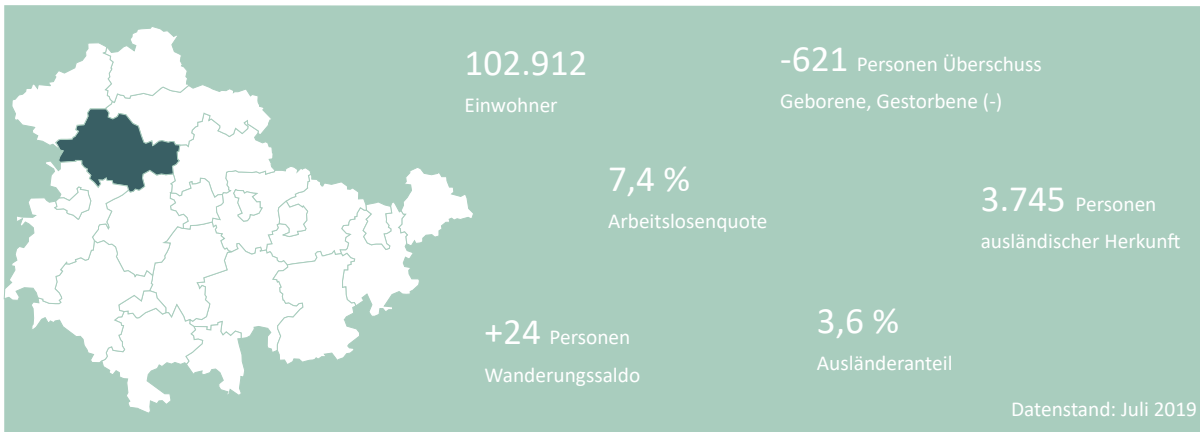 102.912
Einwohner
-621 Personen Überschuss
Geborene, Gestorbene (-)
7,4 %
Arbeitslosenquote
3.745 Personen
ausländischer Herkunft
+24 Personen
Wanderungssaldo
3,6 %
Ausländeranteil
Datenstand: Juli 2019